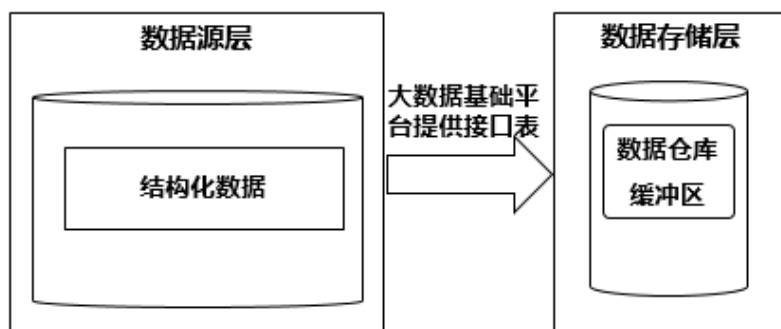 数据源层
结构化数据
大数据基础平
台提供接口表
数据存储层
数据仓库
缓冲区